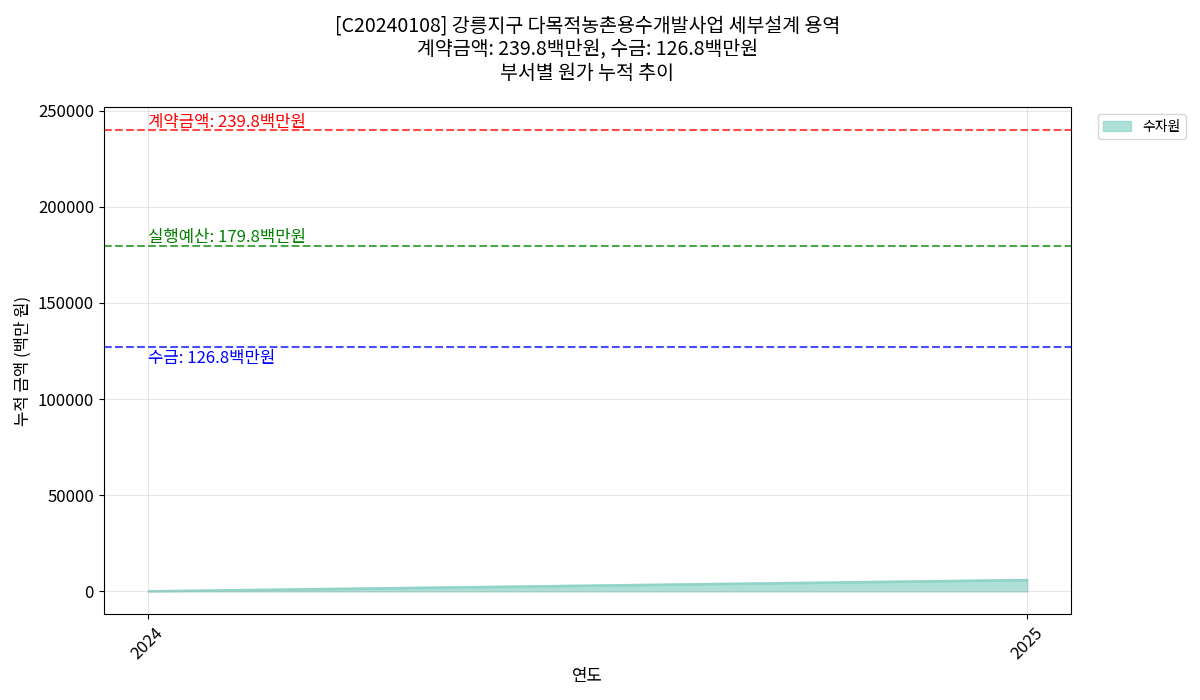 [C20240108] 강릉지구 다목적농촌용수개발사업 세부설계 용역
계약금액: 239.8백만원, 수금: 126.8백만원
부서별 원가 누적 추이
250000
계약금액: 239.8백만원
수자원
200000
실행예산: 179.8백만원
150000
수금: 126.8백만원
누적 금액 (백만 원)
100000
50000
0
2024
2025
연도